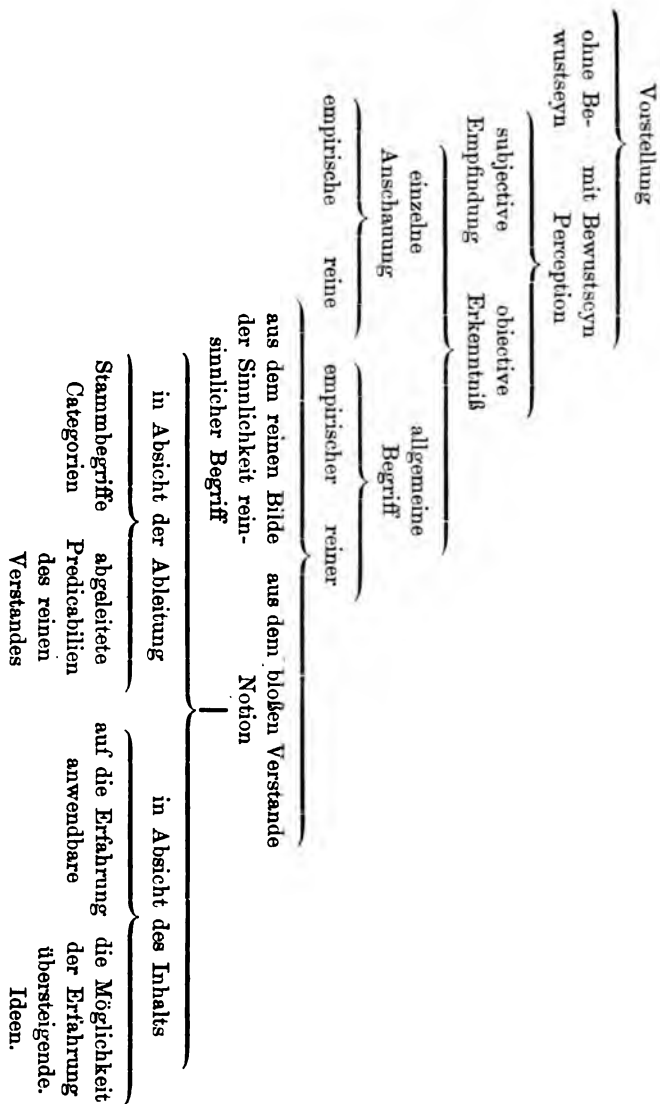 Vorstellung
ohne Be- mit Bewustseyn
wustseyn Perception
subjective obiective
Empfindung Erkenntniß
einzelne allgemeine
Anschauung Begriff
empirische reine empirischer reiner
aus dem reinen Bilde aus dem bloßen Verstande
der Sinnlichkeit rein- Notion
sinnlicher Begriff
in Absicht der Ableitung in Absicht des Inhalts
Stammbegriffe abgeleitete auf die Erfahrung die Möglichkeit
Categorien Predicabilien anwendbare der Erfahrung
des reinen übersteigende.
Verstandes Ideen.